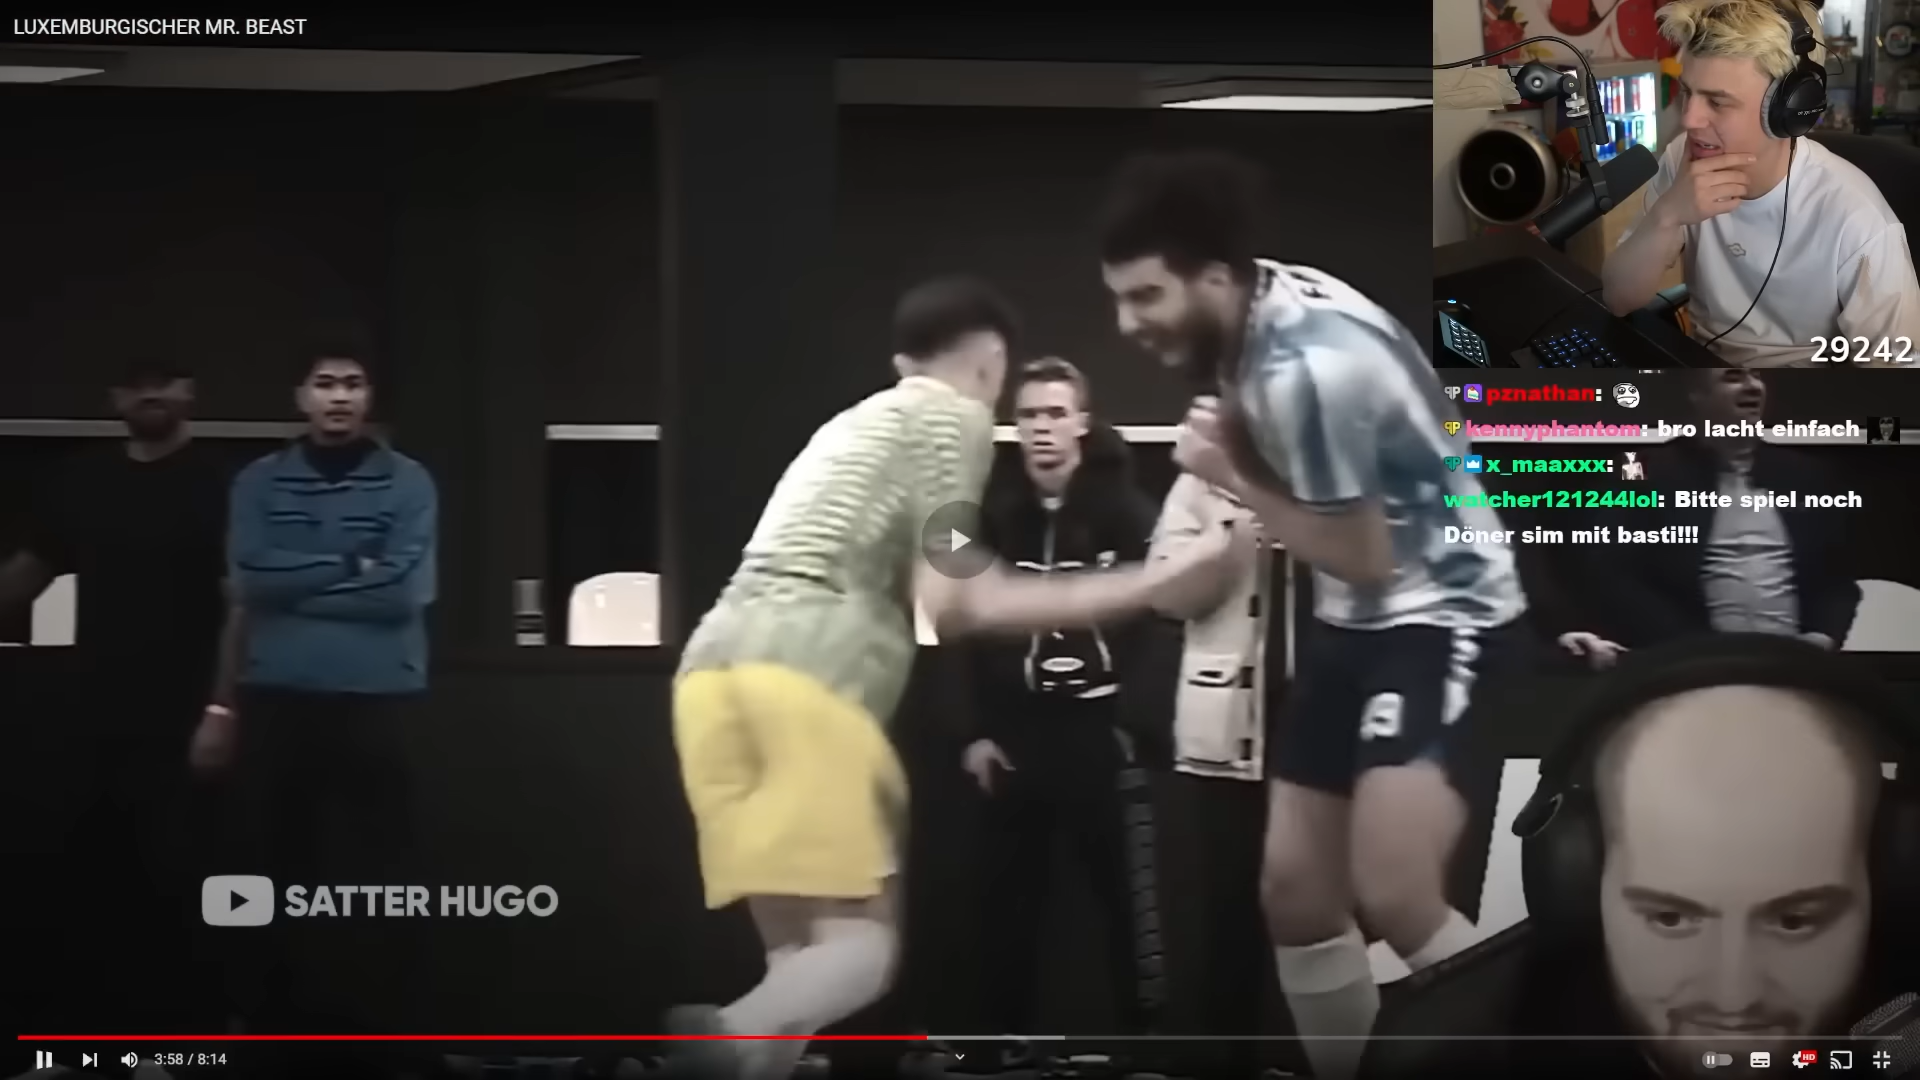 LUXEMBURGISCHER MR. BEAST
29242
pznathan:
kennyphantom: bro lacht einfach
x_maaxxx:
watcher121244lol: Bitte spiel noch
Döner sim mit basti!!!
SATTER HUGO
3:58 / 8:14
HD